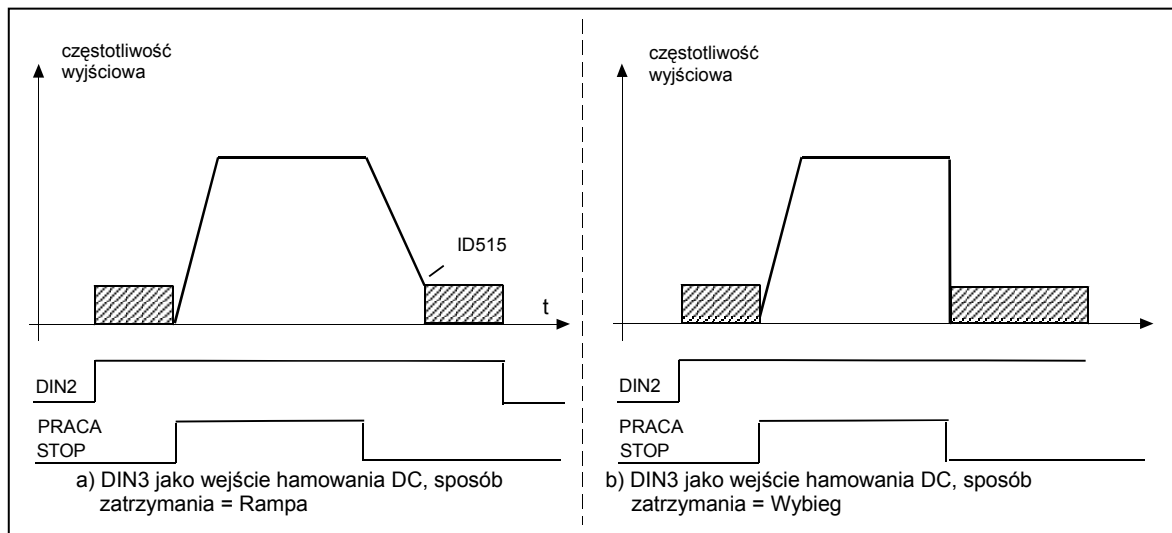 częstotliwość
wyjściowa
ID515
t
DIN2
PRACA
STOP
a) DIN3 jako wejście hamowania DC, sposób
zatrzymania = Rampa
częstotliwość
wyjściowa
DIN2
PRACA
STOP
b) DIN3 jako wejście hamowania DC, sposób
zatrzymania = Wybieg